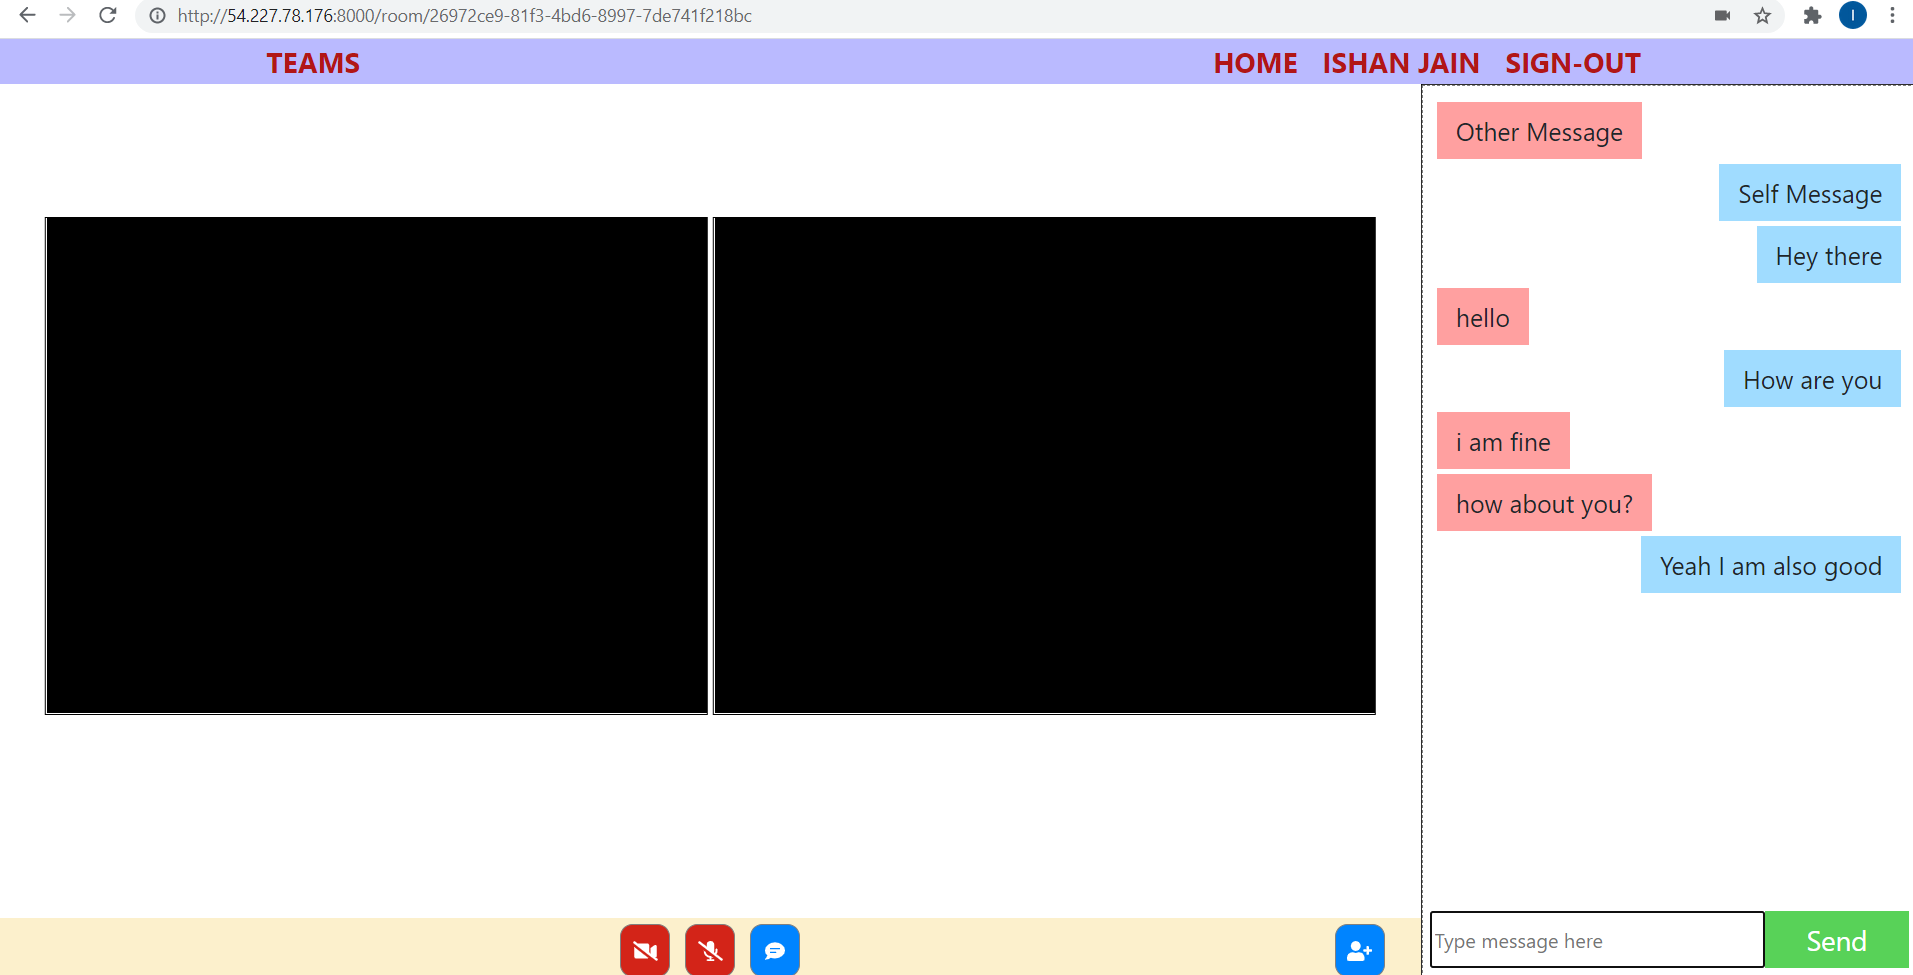 http://54.227.78.176:8000/room/26972ce9-81f3-4bd6-8997-7de741f218bc
I
TEAMS HOME ISHAN JAIN SIGN-OUT
Other Message
Self Message
Hey there
hello
How are you
i am fine
how about you?
Yeah I am also good
Type message here Send